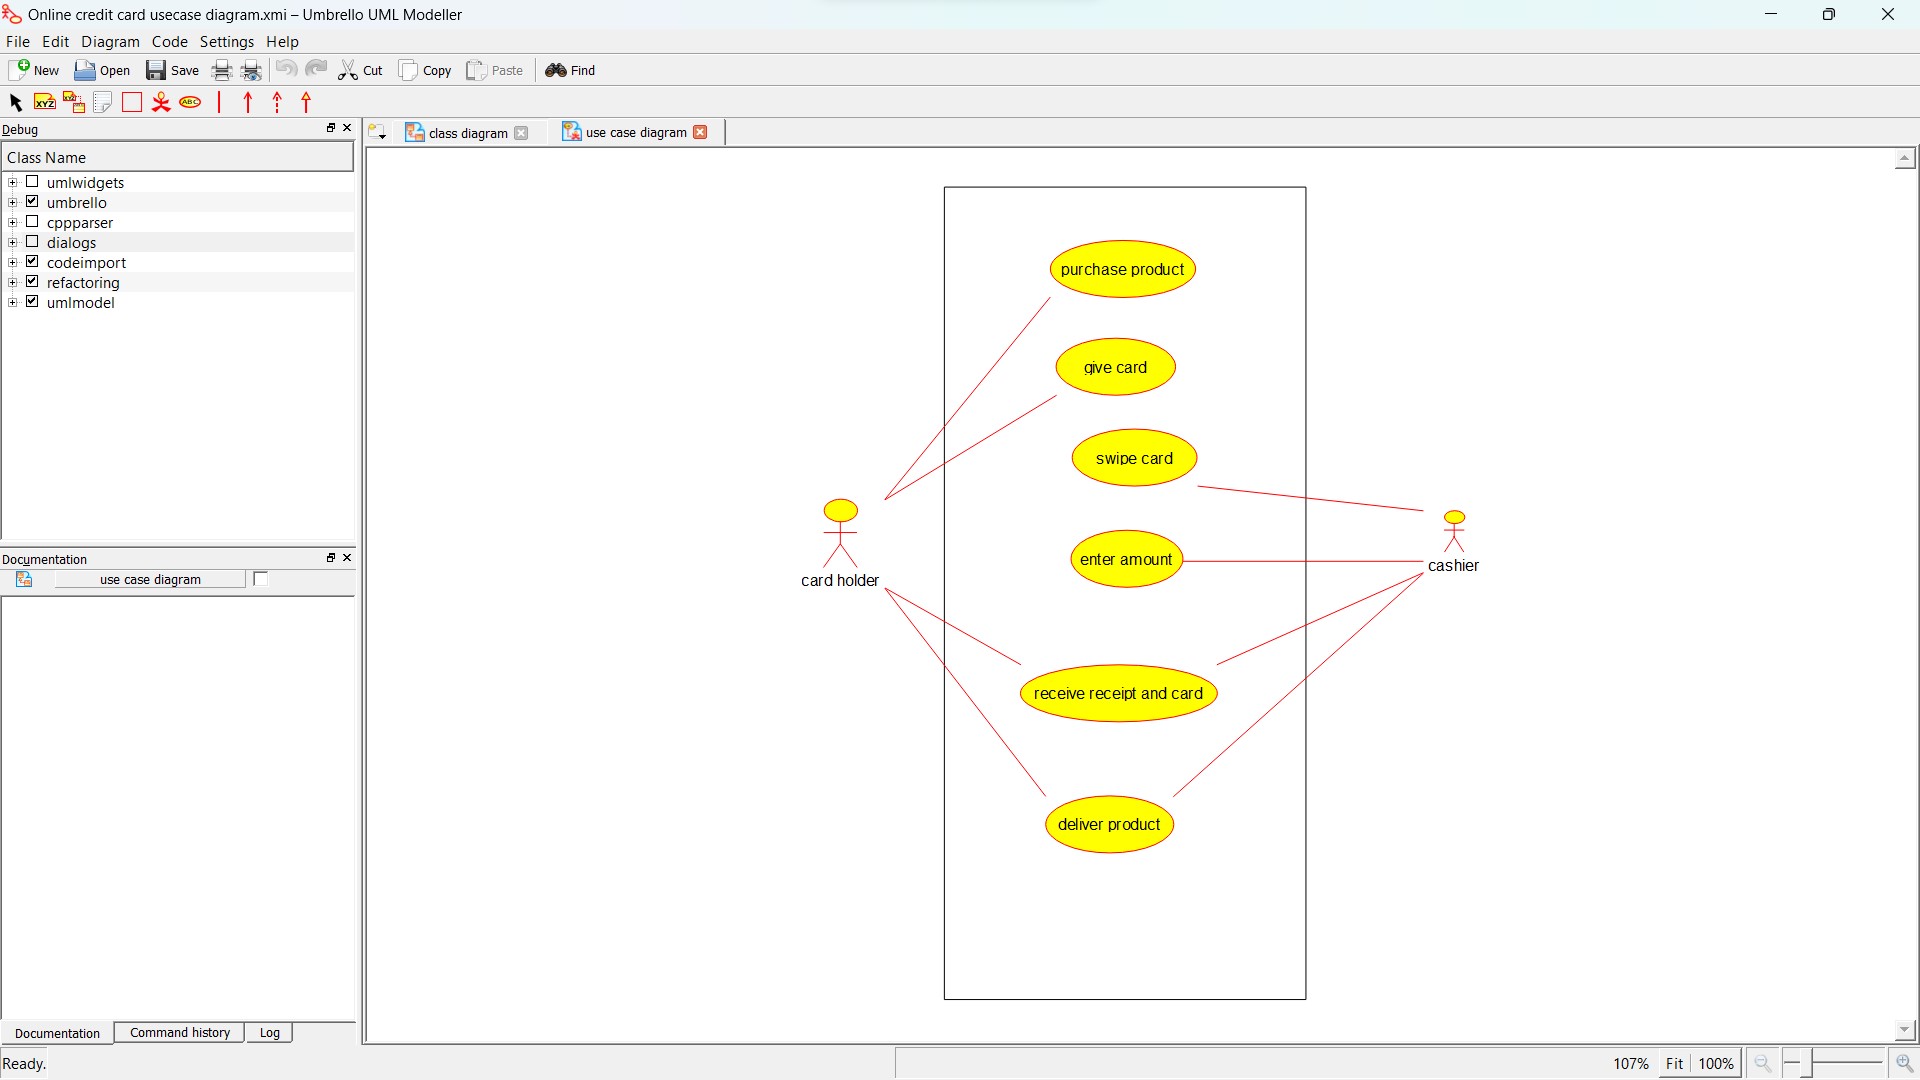 Online credit card usecase diagram.xmi – Umbrello UML Modeller
File Edit Diagram Code Settings Help
New Open Save Cut Copy Paste Find
XYZ XYZ ABC
Debug
class diagram use case diagram
Class Name
umlwidgets
umbrello
cppparser
dialogs
codeimport
refactoring
umlmodel
purchase product
give card
swipe card
enter amount
card holder
cashier
receive receipt and card
deliver product
Documentation
use case diagram
Documentation Command history Log
Ready.
107% Fit 100%